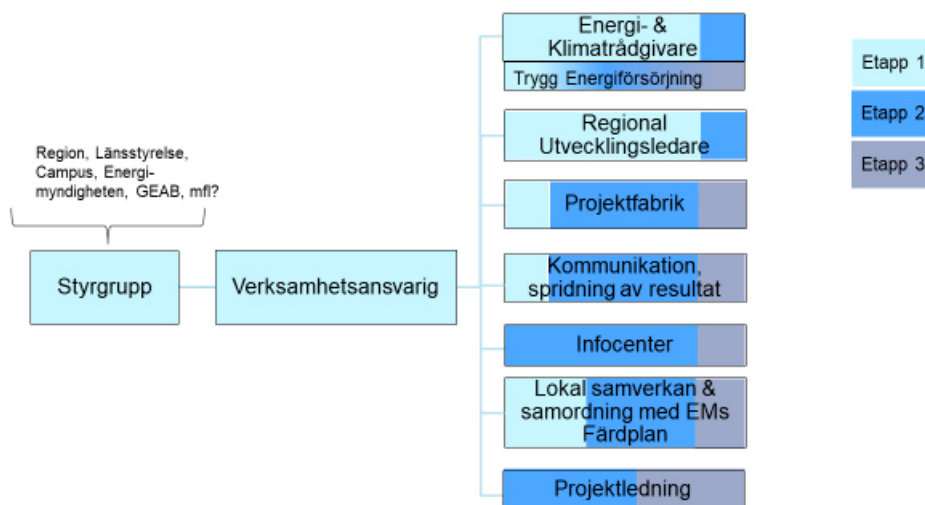 Region, Länsstyrelse,
Campus, Energi-
myndigheten, GEAB, mfl?
Styrgrupp
Verksamhetsansvarig
Energi- &
Klimatrådgivare
Trygg Energiförsörjning
Regional
Utvecklingsledare
Projektfabrik
Kommunikation,
spridning av resultat
Infocenter
Lokal samverkan &
samordning med EMs
Färdplan
Projektledning
Etapp 1
Etapp 2
Etapp 3